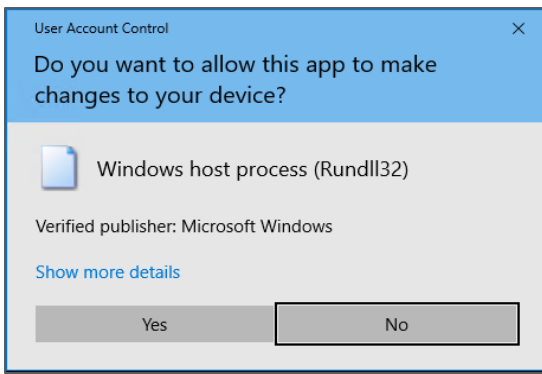 User Account Control
Do you want to allow this app to make
changes to your device?
Windows host process (Rundll32)
Verified publisher: Microsoft Windows
Show more details
Yes
No